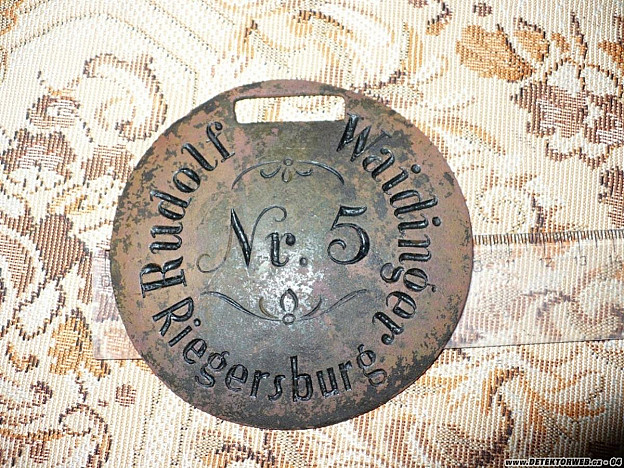 Rudolf Waidinger
Nr. 5
Riegersburg
www.DETEKTORWEB.cz - 04